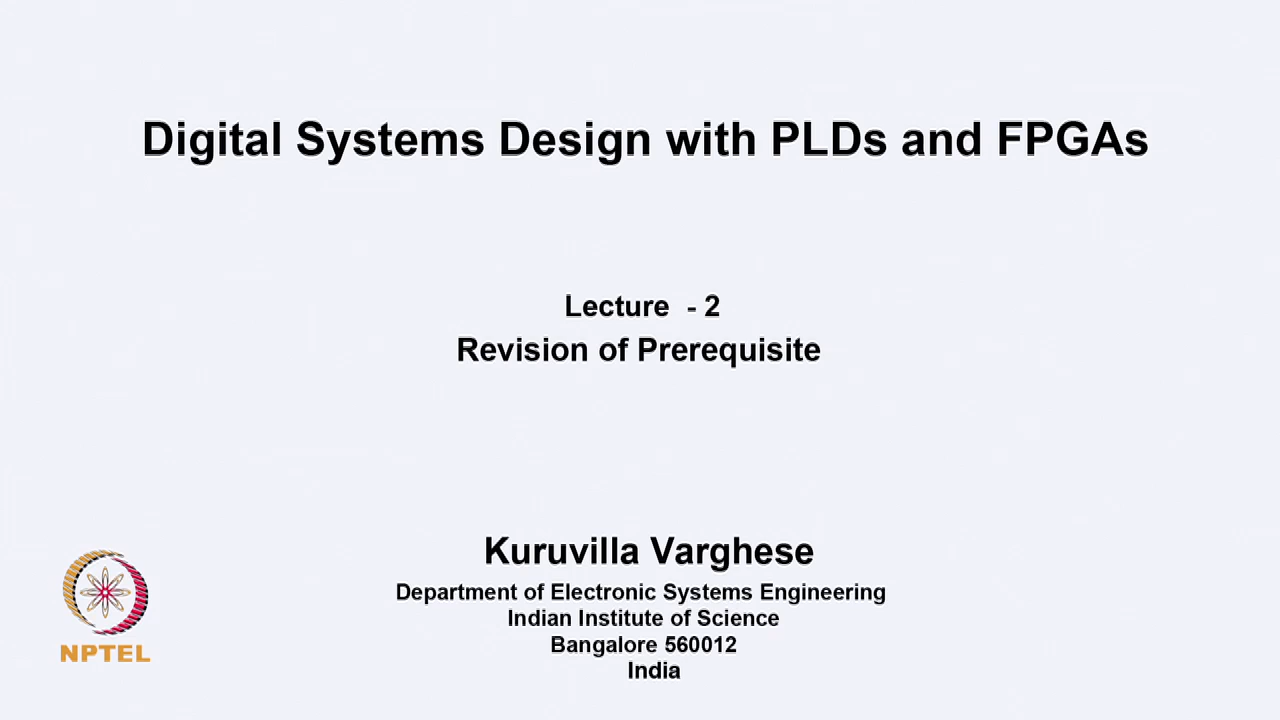 Digital Systems Design with PLDs and FPGAs
Lecture - 2
Revision of Prerequisite
Kuruvilla Varghese
Department of Electronic Systems Engineering
Indian Institute of Science
Bangalore 560012
India
NPTEL